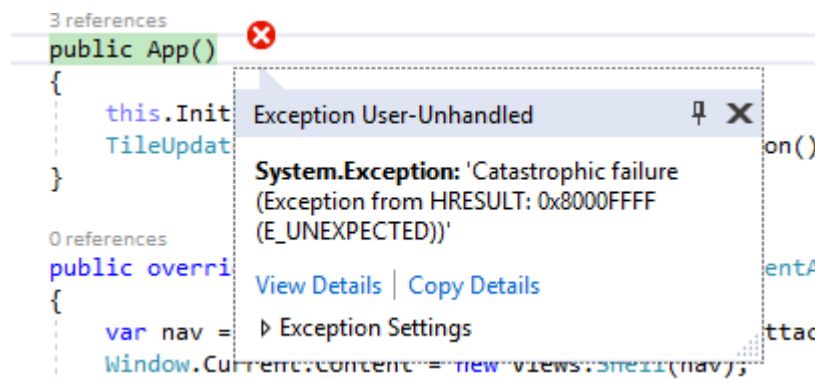 3 references
public App()
{
this.Init
TileUpdat
on()
}
0 references
public overri
entA
{
var nav =
ttac
Window.Current.Content = new Views.Shell(nav);
Exception User-Unhandled
System.Exception: 'Catastrophic failure
(Exception from HRESULT: 0x8000FFFF
(E_UNEXPECTED))'
View Details | Copy Details
Exception Settings